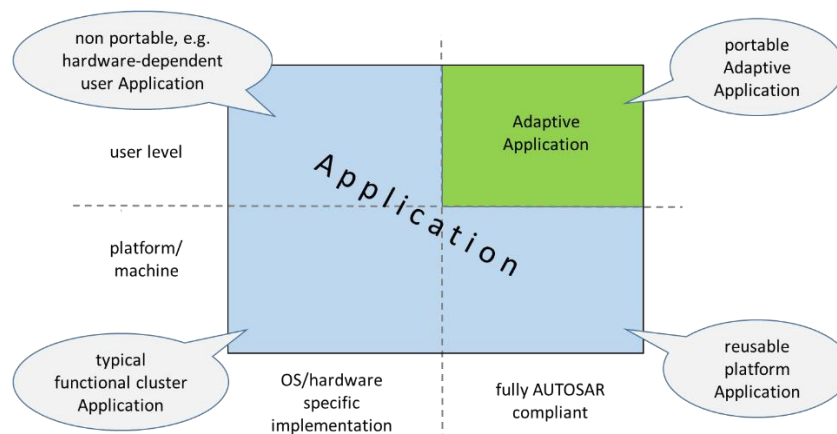 non portable, e.g.
hardware-dependent
user Application
portable
Adaptive
Application
user level
Adaptive
Application
Application
platform/
machine
typical
functional cluster
Application
OS/hardware
specific
implementation
fully AUTOSAR
compliant
reusable
platform
Application